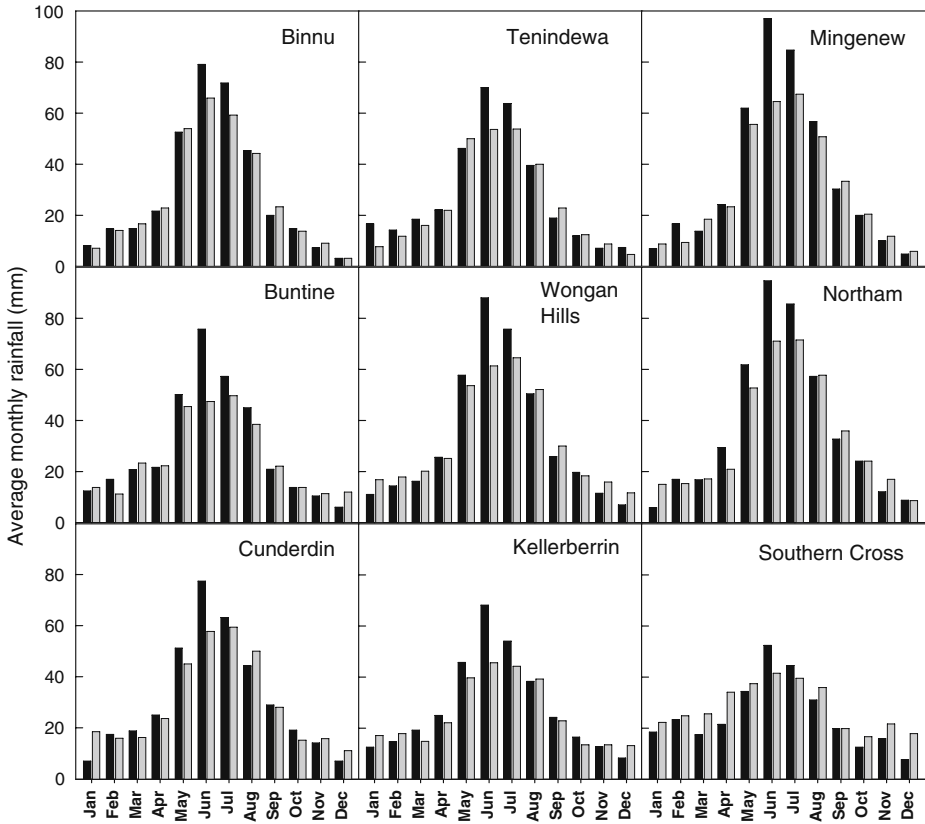 Average monthly rainfall (mm)
100
80
60
40
20
0
Binnu
Tenindewa
Mingenew
80
60
40
20
0
Buntine
Wongan
Hills
Northam
80
60
40
20
0
Cunderdin
Kellerberrin
Southern Cross
Jan Feb Mar Apr May Jun Jul Aug Sep Oct Nov Dec
Jan Feb Mar Apr May Jun Jul Aug Sep Oct Nov Dec
Jan Feb Mar Apr May Jun Jul Aug Sep Oct Nov Dec